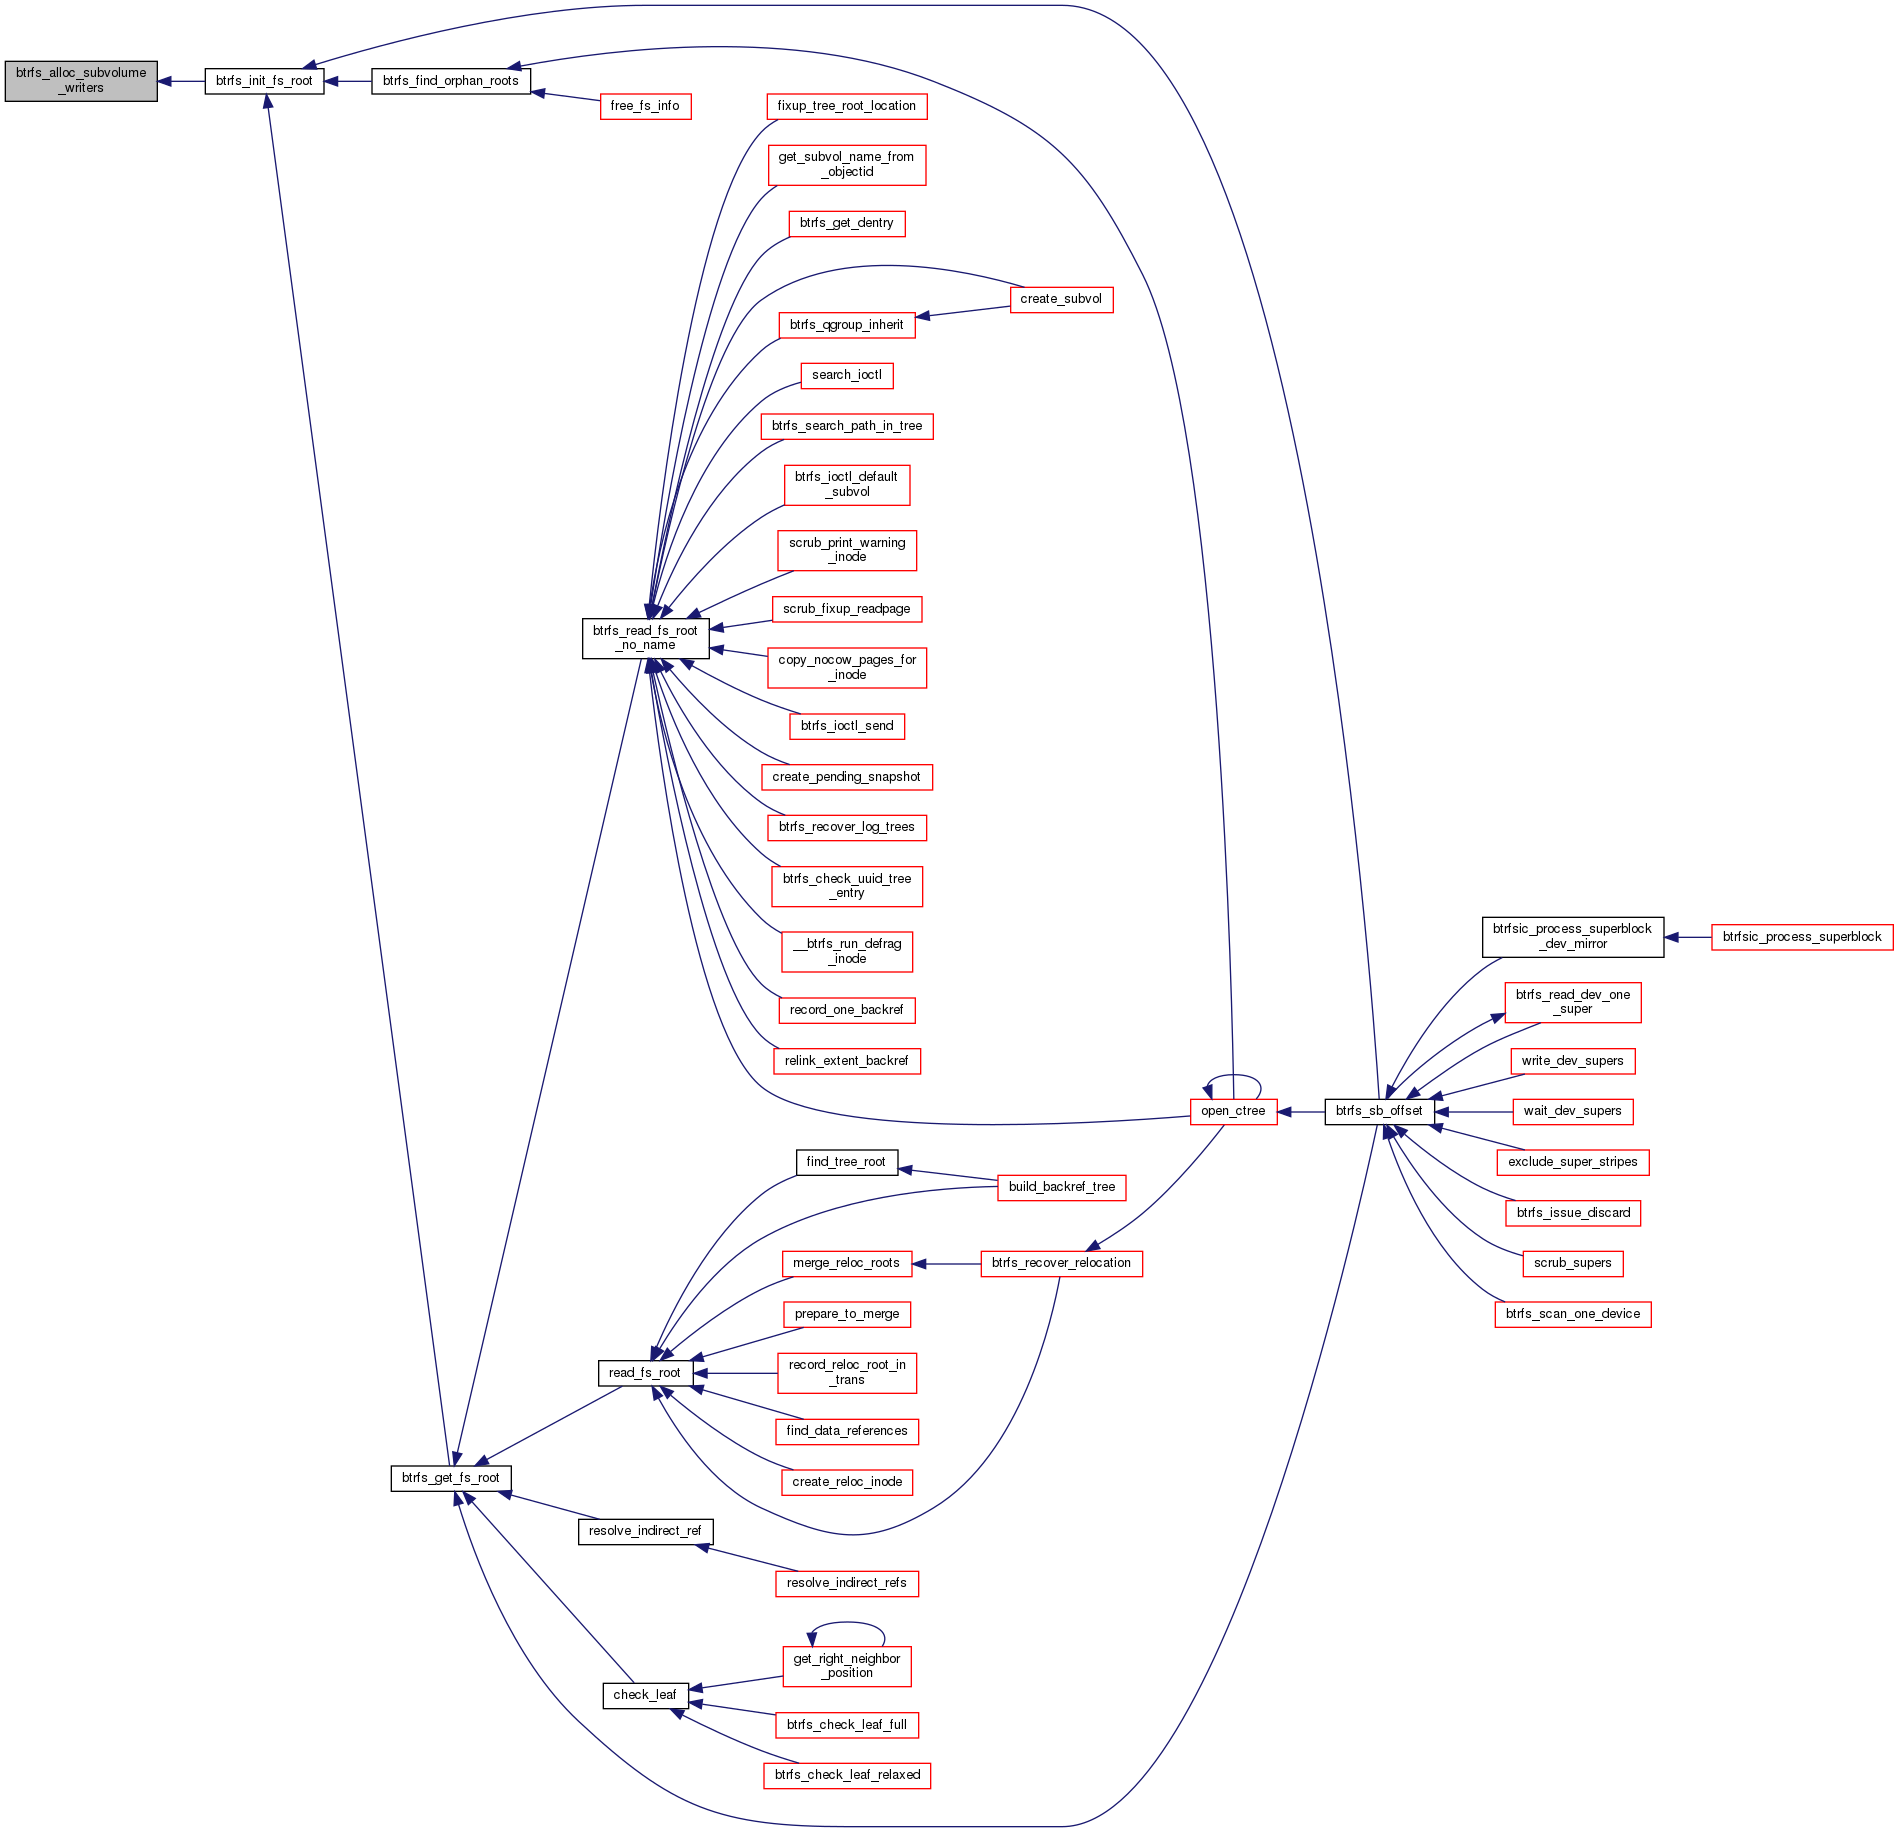 btrfs_alloc_subvolume
_writers
btrfs_init_fs_root
btrfs_find_orphan_roots
free_fs_info
fixup_tree_root_location
get_subvol_name_from
_objectid
btrfs_get_dentry
create_subvol
btrfs_qgroup_inherit
search_ioctl
btrfs_search_path_in_tree
btrfs_ioctl_default
_subvol
scrub_print_warning
_inode
scrub_fixup_readpage
btrfs_read_fs_root
_no_name
copy_nocow_pages_for
_inode
btrfs_ioctl_send
create_pending_snapshot
btrfs_recover_log_trees
btrfs_check_uuid_tree
_entry
__btrfs_run_defrag
_inode
record_one_backref
relink_extent_backref
open_ctree
btrfs_sb_offset
btrfsic_process_superblock
_dev_mirror
btrfsic_process_superblock
btrfs_read_dev_one
_super
write_dev_supers
wait_dev_supers
exclude_super_stripes
btrfs_issue_discard
scrub_supers
btrfs_scan_one_device
find_tree_root
build_backref_tree
merge_reloc_roots
btrfs_recover_relocation
prepare_to_merge
read_fs_root
record_reloc_root_in
_trans
find_data_references
create_reloc_inode
btrfs_get_fs_root
resolve_indirect_ref
resolve_indirect_refs
get_right_neighbor
_position
check_leaf
btrfs_check_leaf_full
btrfs_check_leaf_relaxed